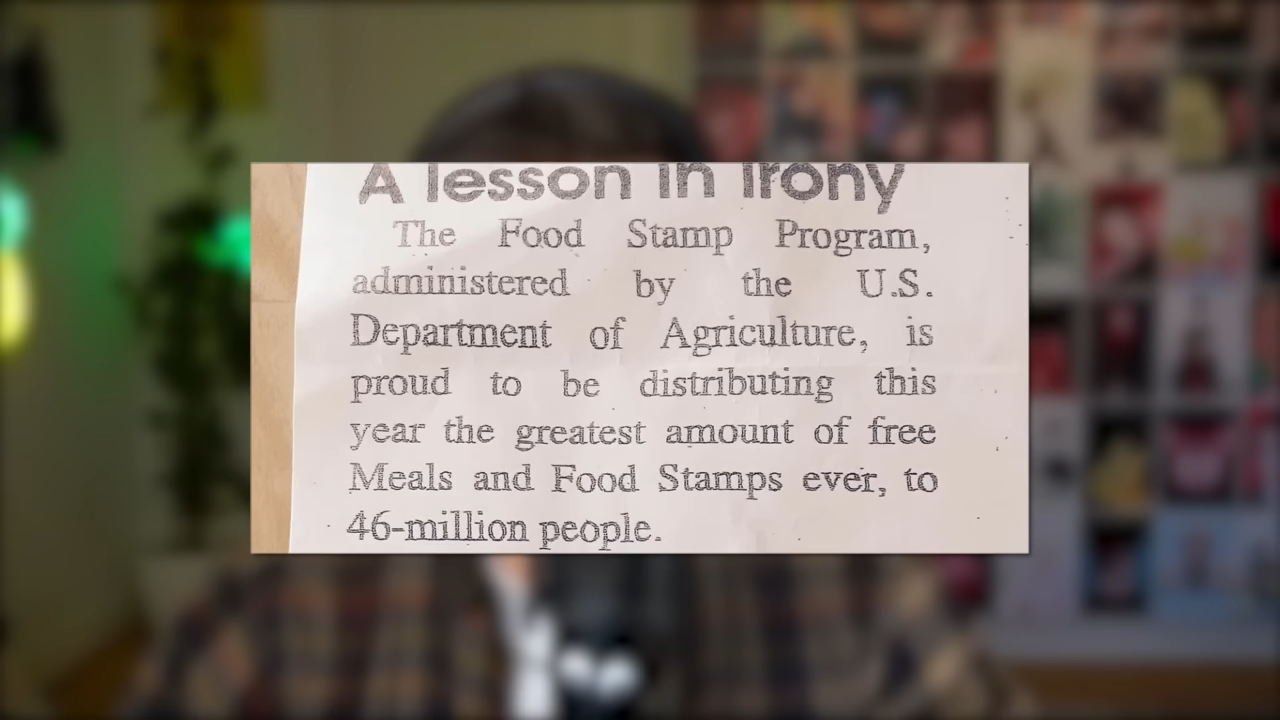 A lesson in irony
The Food Stamp Program,
administered by the U.S.
Department of Agriculture, is
proud to be distributing this
year the greatest amount of free
Meals and Food Stamps ever, to
46-million people.